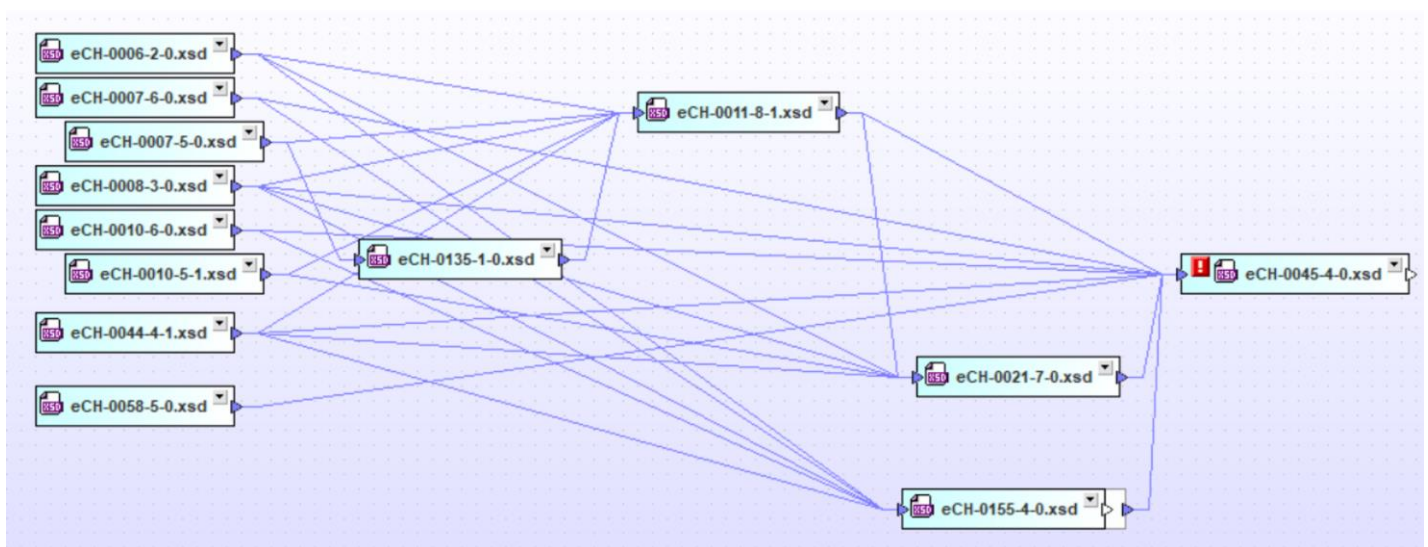 eCH-0006-2-0.xsd
eCH-0007-6-0.xsd
eCH-0011-8-1.xsd
eCH-0007-5-0.xsd
eCH-0008-3-0.xsd
eCH-0010-6-0.xsd
eCH-0135-1-0.xsd
eCH-0010-5-1.xsd
eCH-0045-4-0.xsd
eCH-0044-4-1.xsd
eCH-0021-7-0.xsd
eCH-0058-5-0.xsd
eCH-0155-4-0.xsd